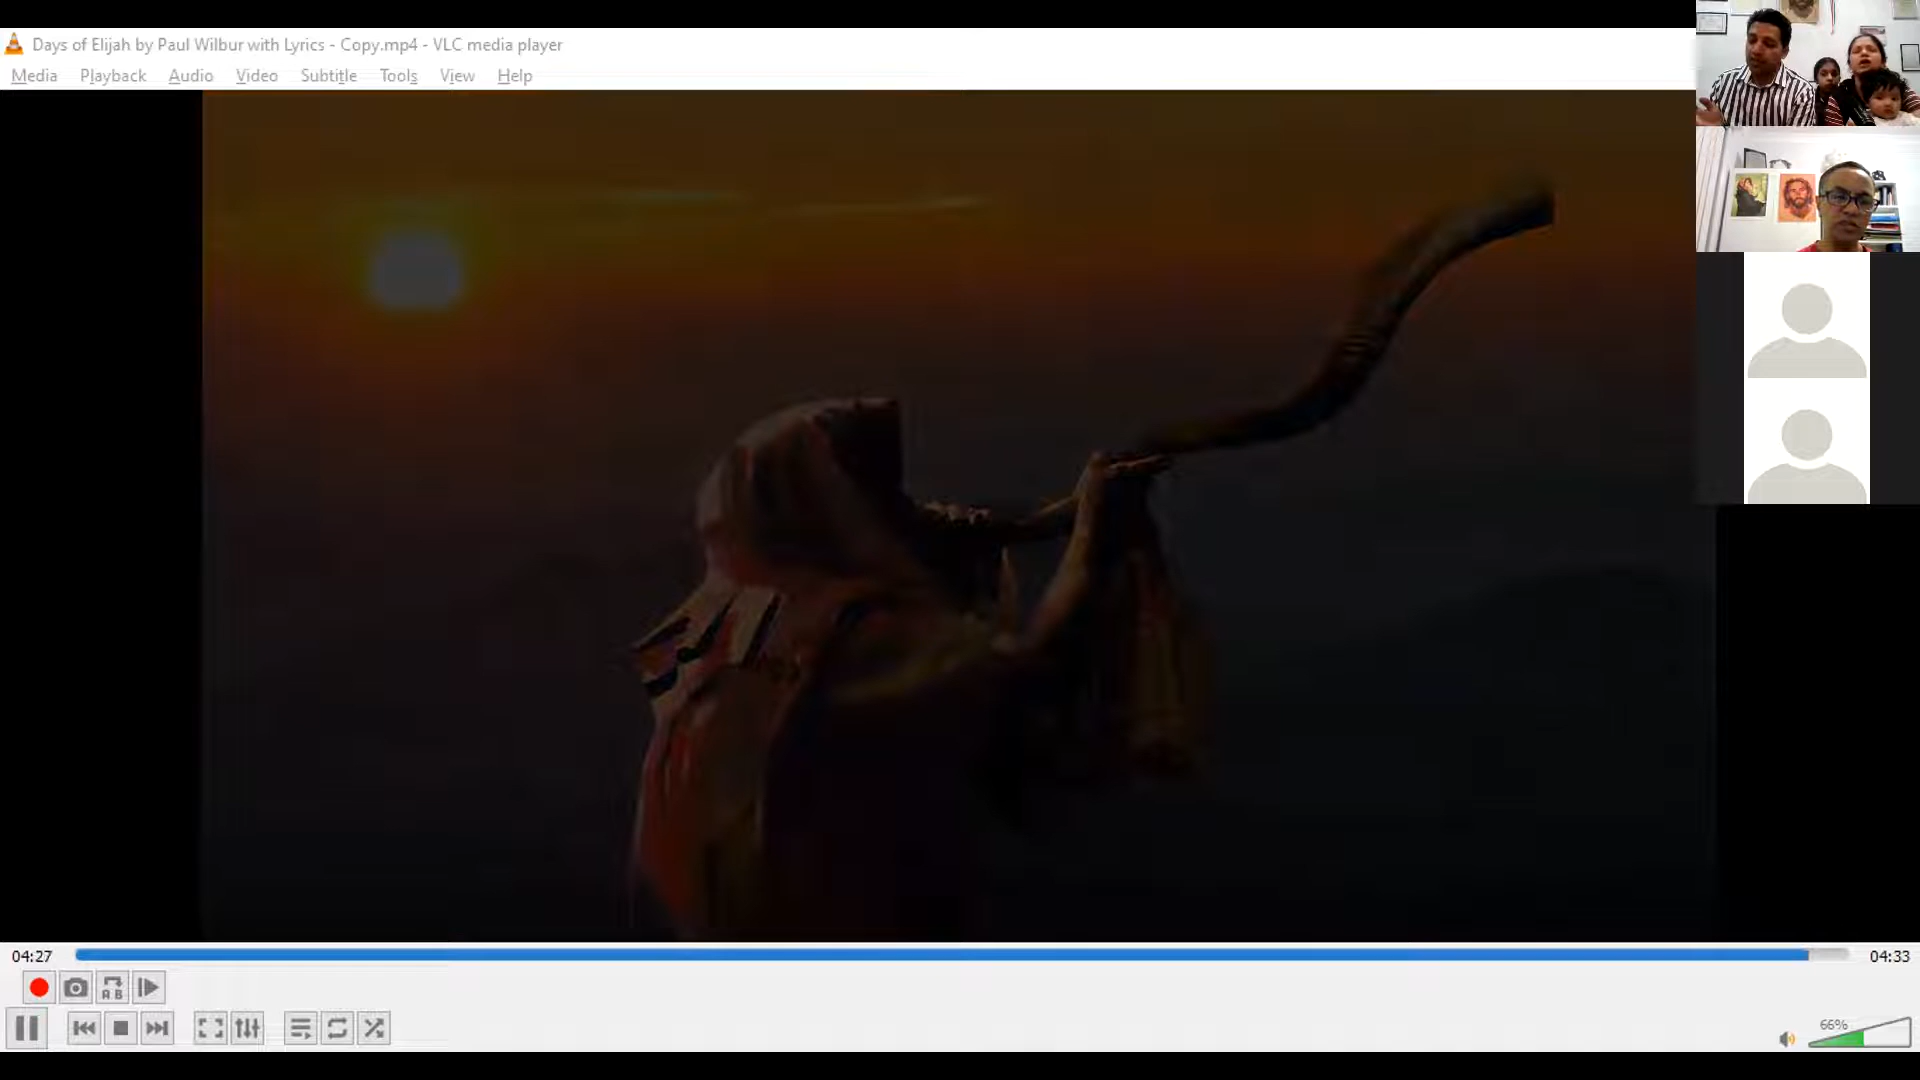 Days of Elijah by Paul Wilbur with Lyrics - Copy.mp4 - VLC media player
Media Playback Audio Video Subtitle Tools View Help
04:27 04:33
A B
66%